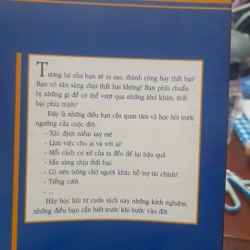 Tương lai của bạn sẽ ra sao, thành công hay thất bại?
Bạn có sẵn sàng chịu thất bại không? Bạn phải chuẩn
bị những gì để có thể vượt qua những khó khăn, thất
bại phía trước?
Đây là những điều bạn cần quan tâm và học hỏi trước
ngưỡng cửa cuộc đời:
- Xác định niềm say mê
- Làm việc cho ai và với ai?
- Mỗi cách cư xử của ta đều để lại hậu quả
- Sẵn sàng chịu thất bại
- Có nên trông chờ người khác hỗ trợ tài chính?
- Tiếng cười.
- ...
Hãy học hỏi từ cuốn sách này những kinh nghiệm,
những điều bạn cần biết trước khi bước vào đời.